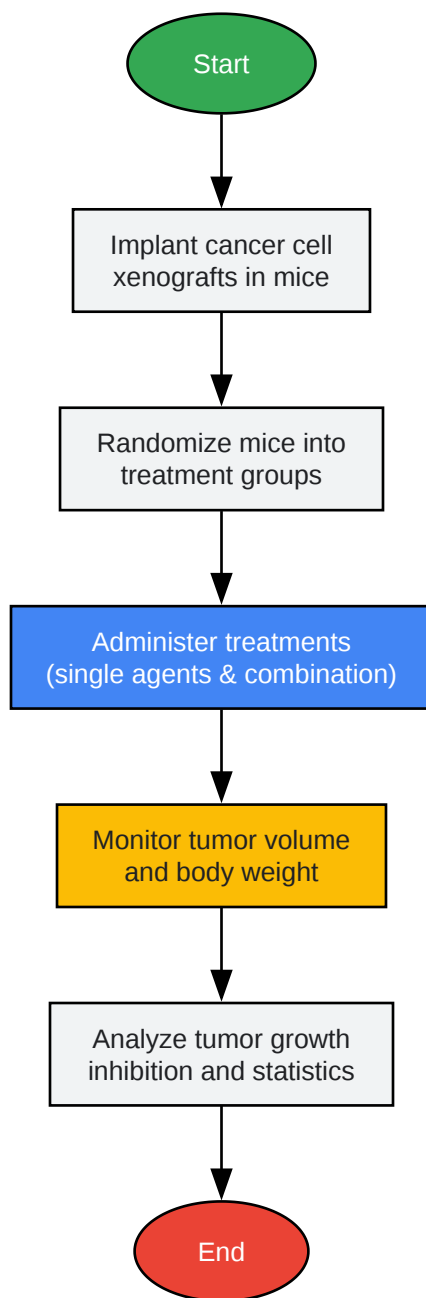 Start
Implant cancer cell
xenografts in mice
Randomize mice into
treatment groups
Administer treatments
(single agents & combination)
Monitor tumor volume
and body weight
Analyze tumor growth
inhibition and statistics
End